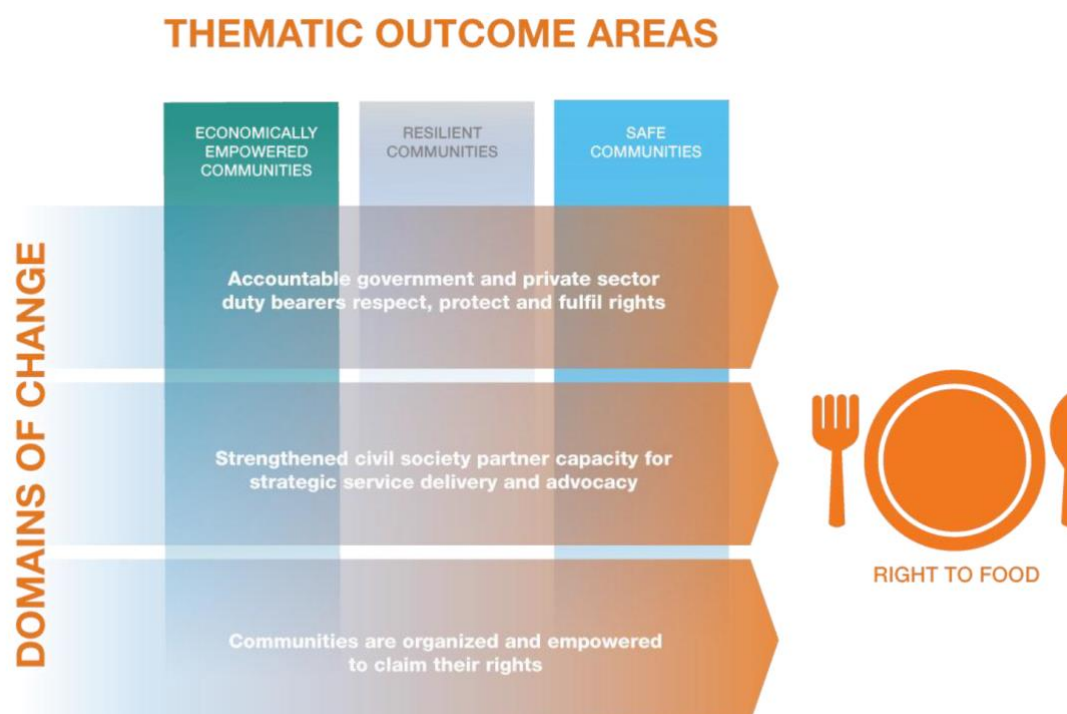 THEMATIC OUTCOME AREAS
ECONOMICALLY
EMPOWERED
COMMUNITIES
RESILIENT
COMMUNITIES
SAFE
COMMUNITIES
DOMAINS OF CHANGE
Accountable government and private sector
duty bearers respect, protect and fulfil rights
Strengthened civil society partner capacity for
strategic service delivery and advocacy
Communities are organized and empowered
to claim their rights
RIGHT TO FOOD